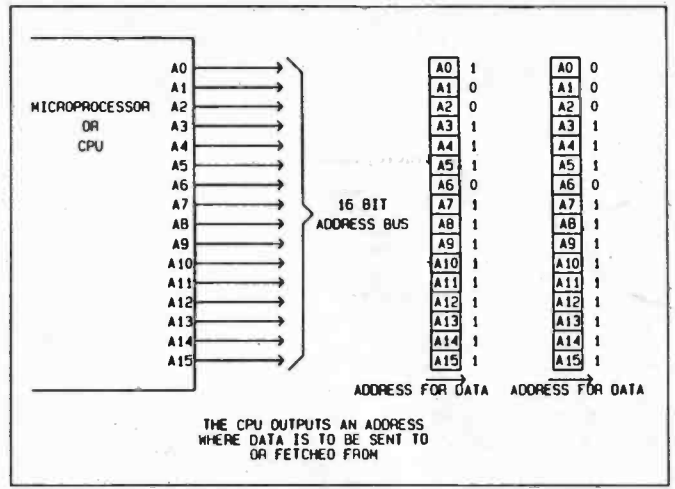 MICROPROCESSOR
OR
CPU
A0
A1
A2
A3
A4
A5
A6
A7
A8
A9
A10
A11
A12
A13
A14
A15
16 BIT
ADDRESS BUS
A0 1
A1 0
A2 0
A3 1
A4 1
A5 1
A6 0
A7 1
A8 1
A9 1
A10 1
A11 1
A12 1
A13 1
A14 1
A15 1
ADDRESS FOR DATA
A0 0
A1 0
A2 0
A3 1
A4 1
A5 1
A6 0
A7 1
A8 1
A9 1
A10 1
A11 1
A12 1
A13 1
A14 1
A15 1
ADDRESS FOR DATA
THE CPU OUTPUTS AN ADDRESS
WHERE DATA IS TO BE SENT TO
OR FETCHED FROM